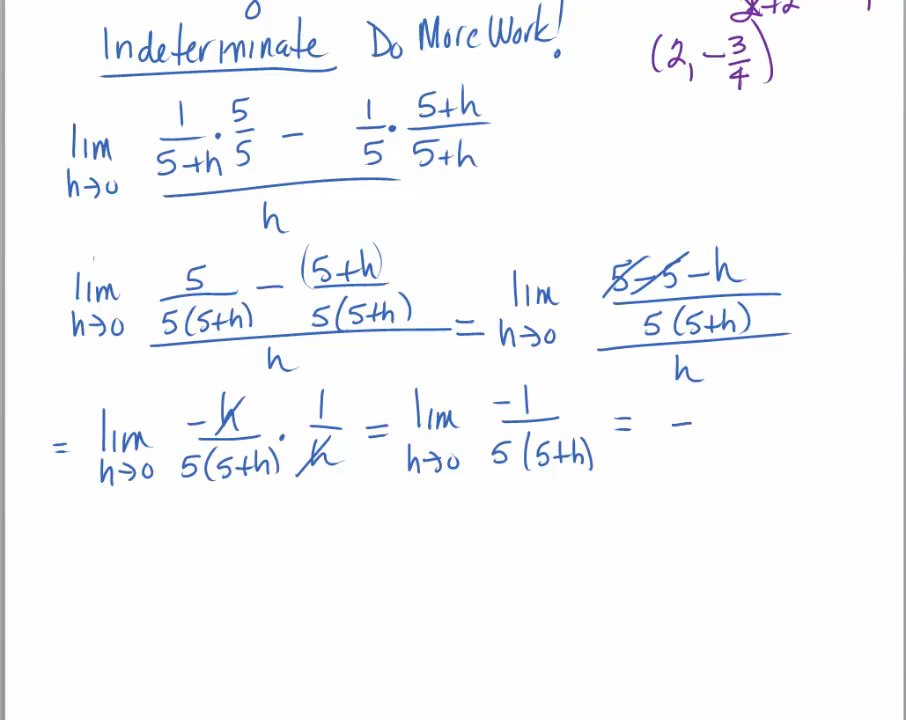 0
x+2
Indeterminate Do More Work!
(2, -3/4)
lim h→0 (1/(5+h) · 5/5 - 1/5 · (5+h)/(5+h)) / h
lim h→0 (5/(5(5+h)) - (5+h)/(5(5+h))) / h = lim h→0 ((5-5-h)/(5(5+h))) / h
= lim h→0 -h/(5(5+h)) · 1/h = lim h→0 -1/(5(5+h)) = -